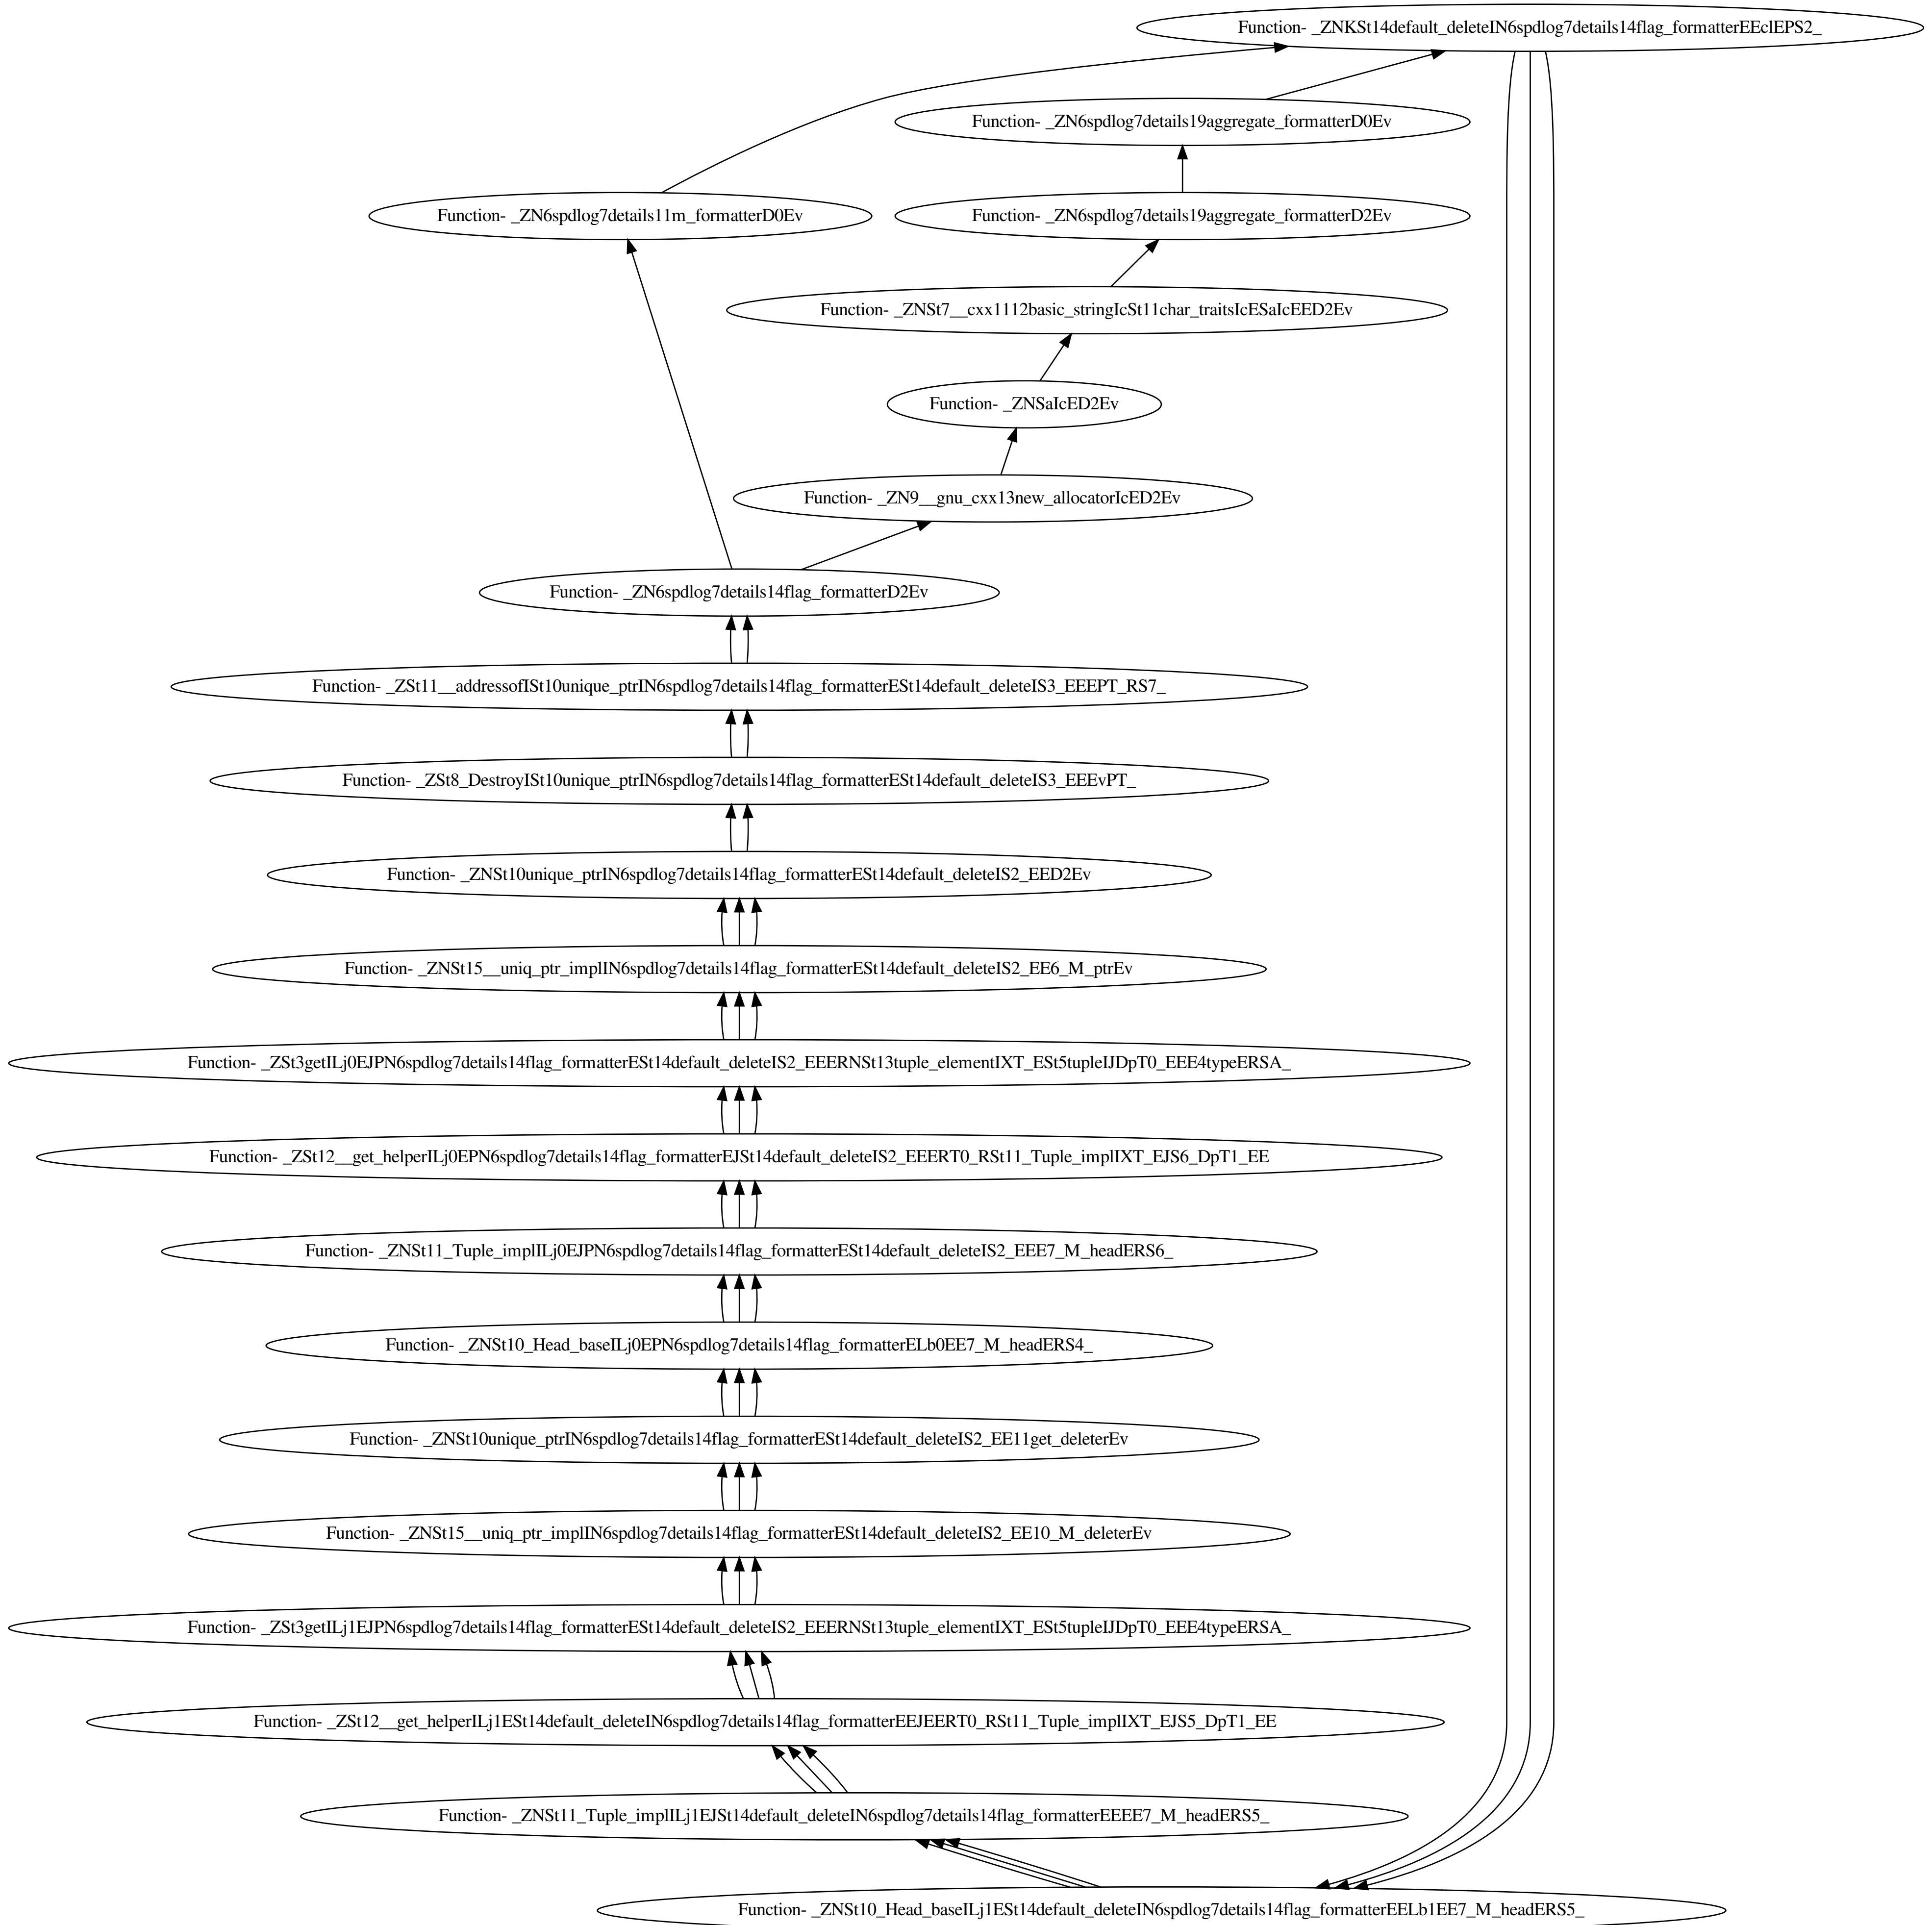 Function- _ZNKSt14default_deleteIN6spdlog7details14flag_formatterEEclEPS2_
Function- _ZN6spdlog7details19aggregate_formatterD0Ev
Function- _ZN6spdlog7details11m_formatterD0Ev
Function- _ZN6spdlog7details19aggregate_formatterD2Ev
Function- _ZNSt7__cxx1112basic_stringIcSt11char_traitsIcESaIcEED2Ev
Function- _ZNSaIcED2Ev
Function- _ZN9__gnu_cxx13new_allocatorIcED2Ev
Function- _ZN6spdlog7details14flag_formatterD2Ev
Function- _ZSt11__addressofISt10unique_ptrIN6spdlog7details14flag_formatterESt14default_deleteIS3_EEEPT_RS7_
Function- _ZSt8_DestroyISt10unique_ptrIN6spdlog7details14flag_formatterESt14default_deleteIS3_EEEvPT_
Function- _ZNSt10unique_ptrIN6spdlog7details14flag_formatterESt14default_deleteIS2_EED2Ev
Function- _ZNSt15__uniq_ptr_implIN6spdlog7details14flag_formatterESt14default_deleteIS2_EE6_M_ptrEv
Function- _ZSt3getILj0EJPN6spdlog7details14flag_formatterESt14default_deleteIS2_EEERNSt13tuple_elementIXT_ESt5tupleIJDpT0_EEE4typeERSA_
Function- _ZSt12__get_helperILj0EPN6spdlog7details14flag_formatterEJSt14default_deleteIS2_EEERT0_RSt11_Tuple_implIXT_EJS6_DpT1_EE
Function- _ZNSt11_Tuple_implILj0EJPN6spdlog7details14flag_formatterESt14default_deleteIS2_EEE7_M_headERS6_
Function- _ZNSt10_Head_baseILj0EPN6spdlog7details14flag_formatterELb0EE7_M_headERS4_
Function- _ZNSt10unique_ptrIN6spdlog7details14flag_formatterESt14default_deleteIS2_EE11get_deleterEv
Function- _ZNSt15__uniq_ptr_implIN6spdlog7details14flag_formatterESt14default_deleteIS2_EE10_M_deleterEv
Function- _ZSt3getILj1EJPN6spdlog7details14flag_formatterESt14default_deleteIS2_EEERNSt13tuple_elementIXT_ESt5tupleIJDpT0_EEE4typeERSA_
Function- _ZSt12__get_helperILj1ESt14default_deleteIN6spdlog7details14flag_formatterEEJEERT0_RSt11_Tuple_implIXT_EJS5_DpT1_EE
Function- _ZNSt11_Tuple_implILj1EJSt14default_deleteIN6spdlog7details14flag_formatterEEEE7_M_headERS5_
Function- _ZNSt10_Head_baseILj1ESt14default_deleteIN6spdlog7details14flag_formatterEELb1EE7_M_headERS5_